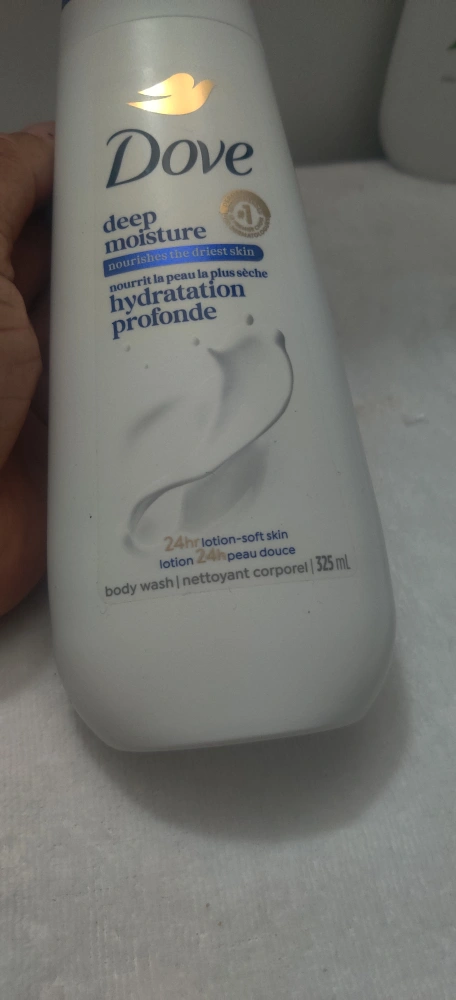 Dove
deep
moisture
#1
nourishes the driest skin
nourrit la peau la plus sèche
hydratation
profonde
24hr lotion-soft skin
lotion 24h peau douce
body wash | nettoyant corporel | 325 mL